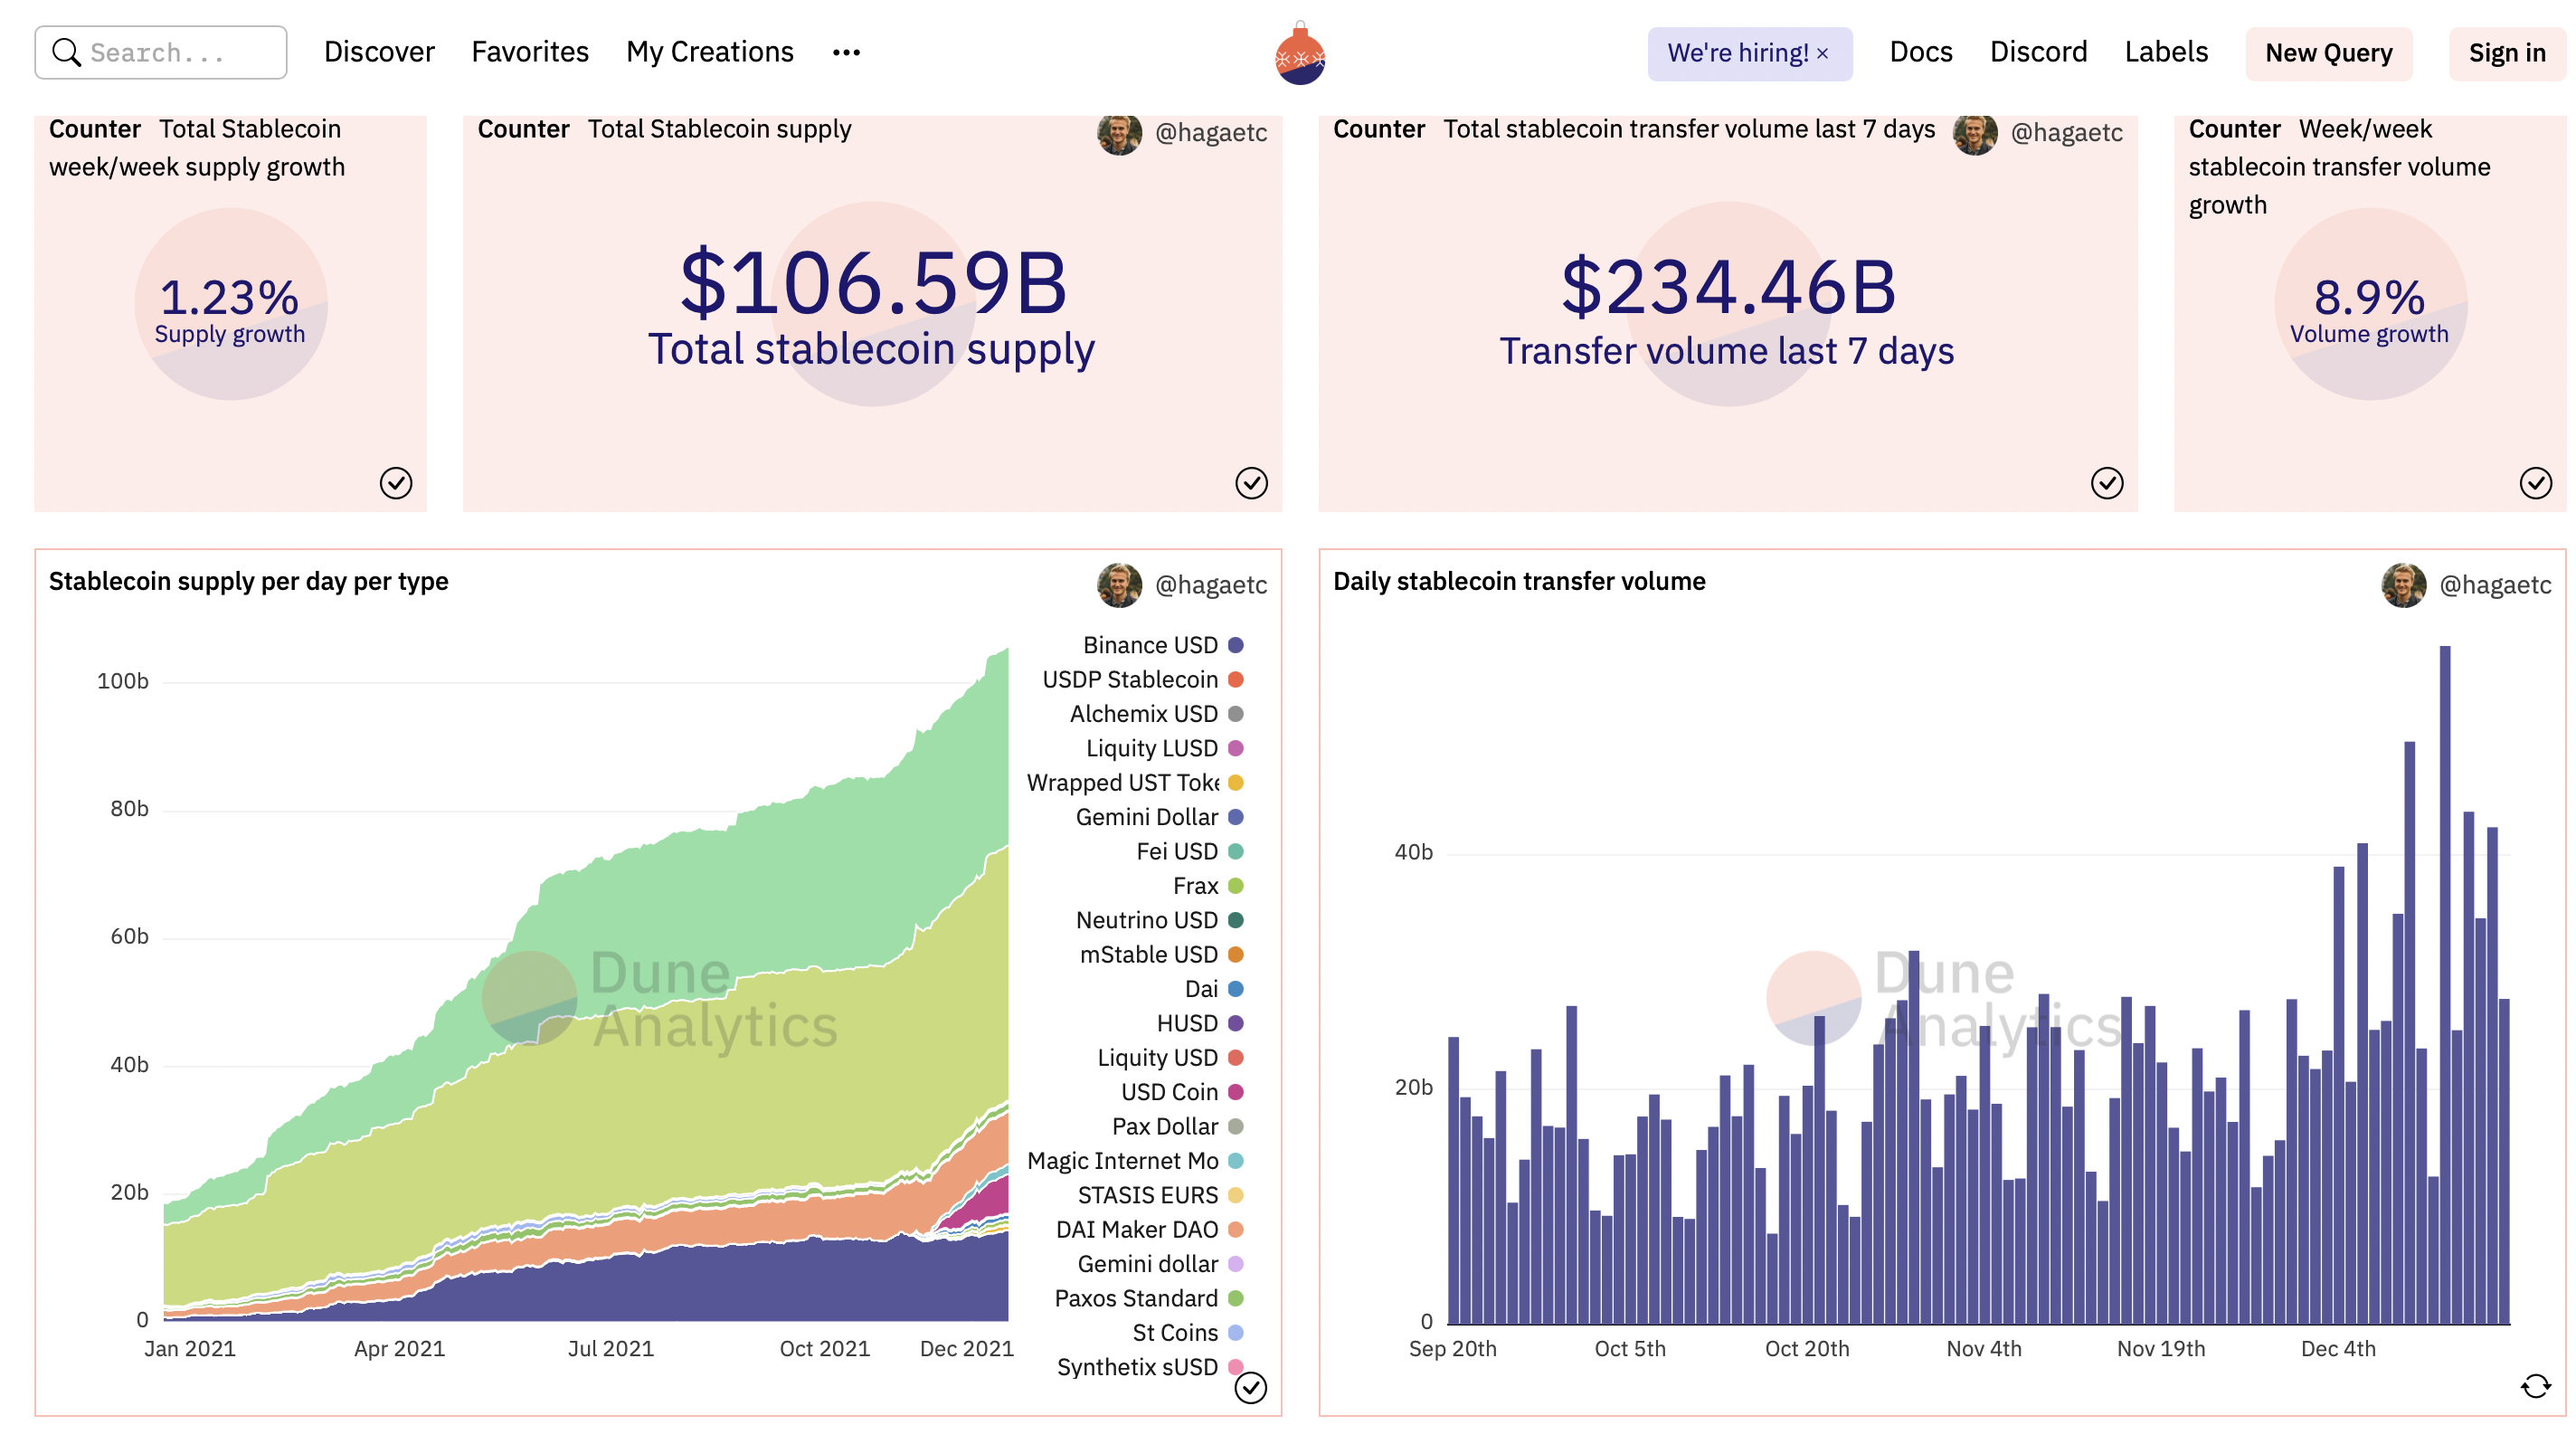 Search...
Discover
Favorites
My Creations
We're hiring! ×
Docs
Discord
Labels
New Query
Sign in
Counter Total Stablecoin
week/week supply growth
1.23%
Supply growth
Counter Total Stablecoin supply
@hagaetc
$106.59B
Total stablecoin supply
Counter Total stablecoin transfer volume last 7 days
@hagaetc
$234.46B
Transfer volume last 7 days
Counter Week/week
stablecoin transfer volume
growth
8.9%
Volume growth
Stablecoin supply per day per type
@hagaetc
100b
80b
60b
40b
20b
0
Jan 2021
Apr 2021
Jul 2021
Oct 2021
Dec 2021
Dune
Analytics
Binance USD
USDP Stablecoin
Alchemix USD
Liquity LUSD
Wrapped UST Toke
Gemini Dollar
Fei USD
Frax
Neutrino USD
mStable USD
Dai
HUSD
Liquity USD
USD Coin
Pax Dollar
Magic Internet Mo
STASIS EURS
DAI Maker DAO
Gemini dollar
Paxos Standard
St Coins
Synthetix sUSD
Daily stablecoin transfer volume
@hagaetc
40b
20b
0
Sep 20th
Oct 5th
Oct 20th
Nov 4th
Nov 19th
Dec 4th
Dune
Analytics